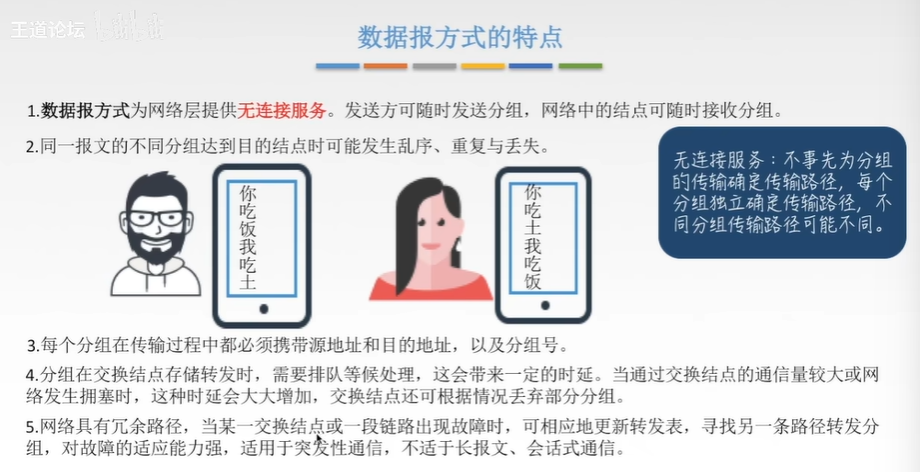 王道论坛
数据报方式的特点
1.数据报方式为网络层提供无连接服务。发送方可随时发送分组，网络中的结点可随时接收分组。
2.同一报文的不同分组达到目的结点时可能发生乱序、重复与丢失。
无连接服务：不事先为分组
的传输确定传输路径，每个
分组独立确定传输路径，不
同分组传输路径可能不同。
你吃饭我吃土
你吃土我吃饭
3.每个分组在传输过程中都必须携带源地址和目的地址，以及分组号。
4.分组在交换结点存储转发时，需要排队等候处理，这会带来一定的时延。当通过交换结点的通信量较大或网
络发生拥塞时，这种时延会大大增加，交换结点还可根据情况丢弃部分分组。
5.网络具有冗余路径，当某一交换结点或一段链路出现故障时，可相应地更新转发表，寻找另一条路径转发分
组，对故障的适应能力强，适用于突发性通信，不适于长报文、会话式通信。